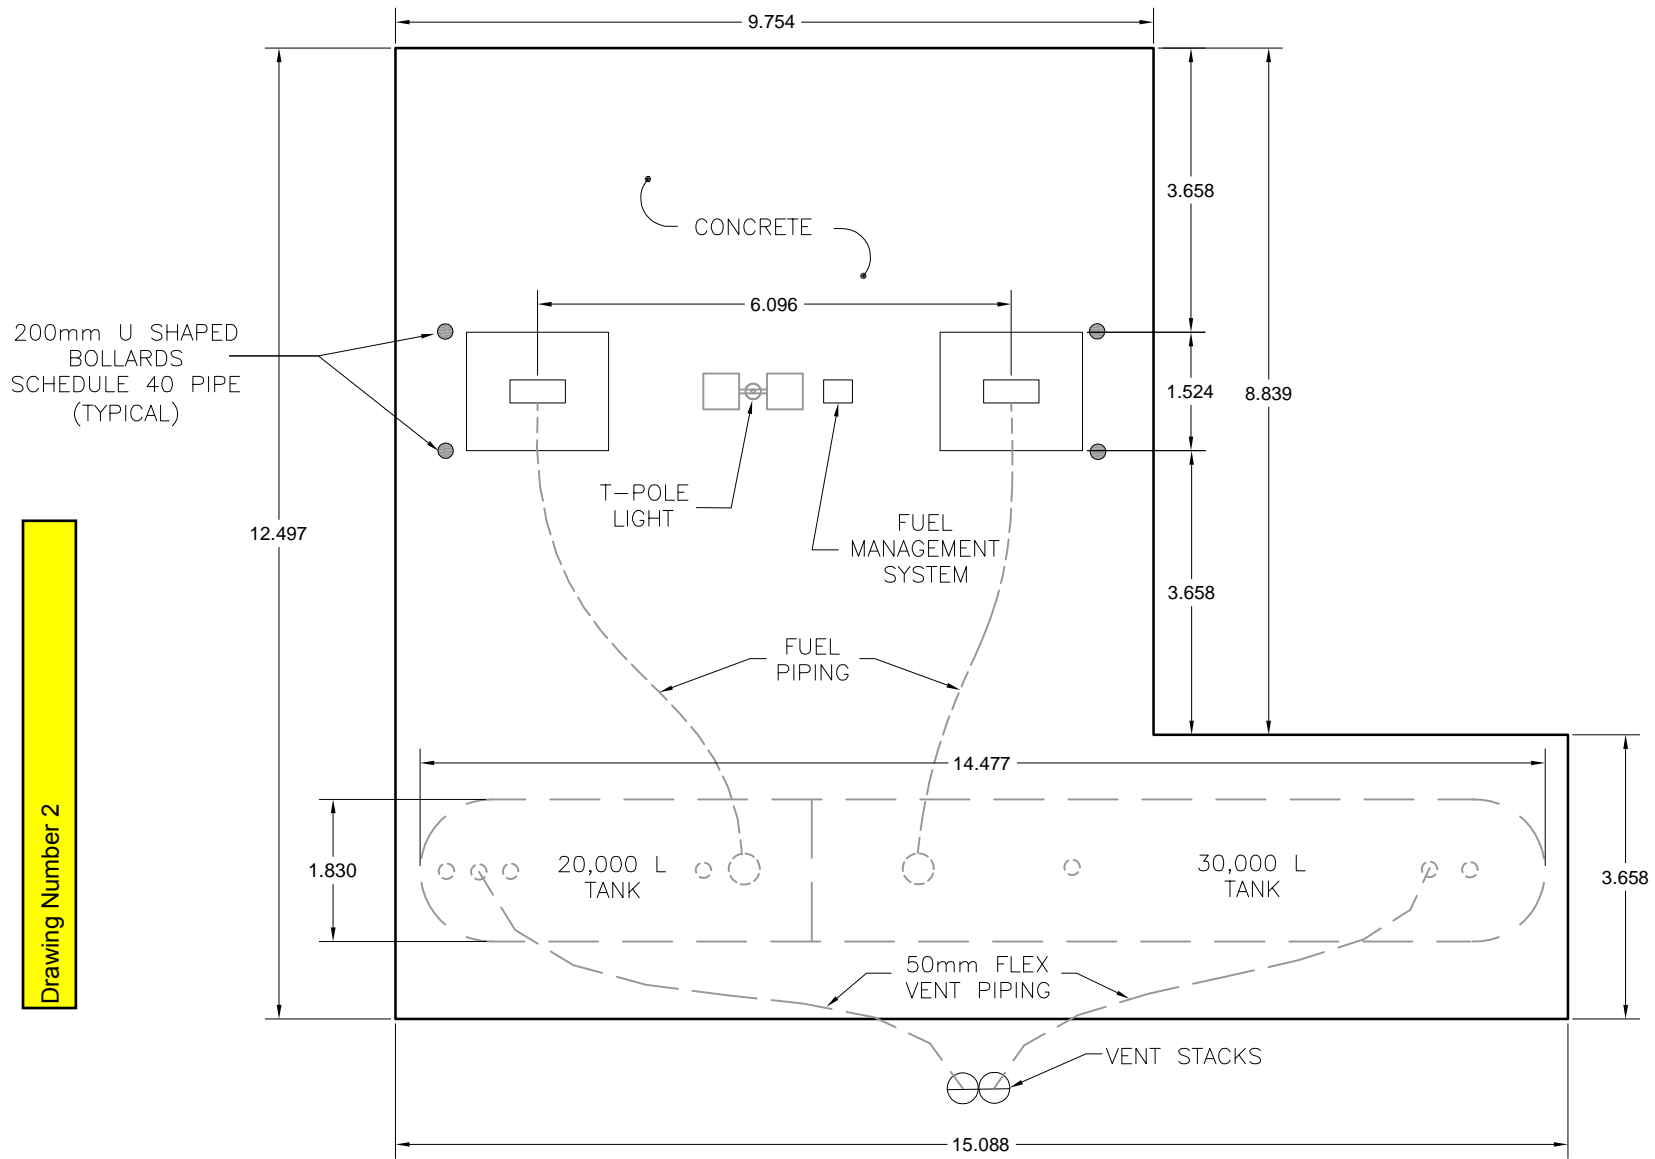 9.754
3.658
CONCRETE
6.096
200mm U SHAPED
BOLLARDS
SCHEDULE 40 PIPE
(TYPICAL)
1.524
8.839
T-POLE
LIGHT
12.497
FUEL
MANAGEMENT
SYSTEM
3.658
FUEL
PIPING
14.477
Drawing Number 2
1.830
20,000 L
TANK
30,000 L
TANK
3.658
50mm FLEX
VENT PIPING
VENT STACKS
15.088